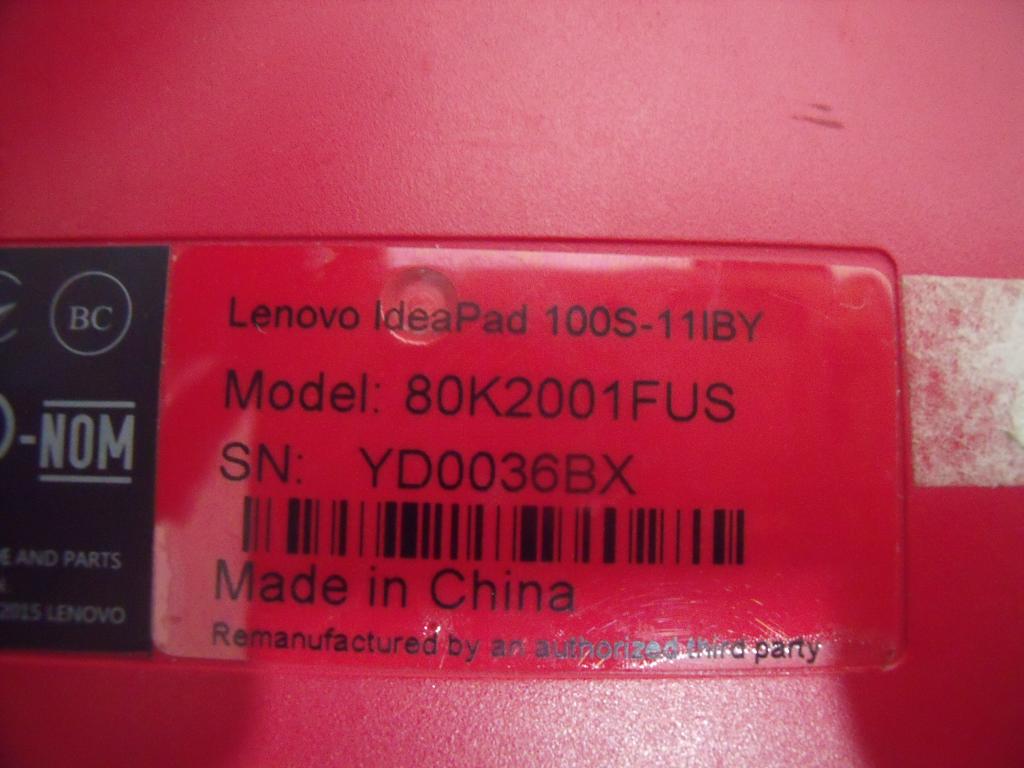 BC
-NOM
E AND PARTS
2015 LENOVO
Lenovo IdeaPad 100S-11IBY
Model: 80K2001FUS
SN: YD0036BX
Made in China
Remanufactured by an authorized third party